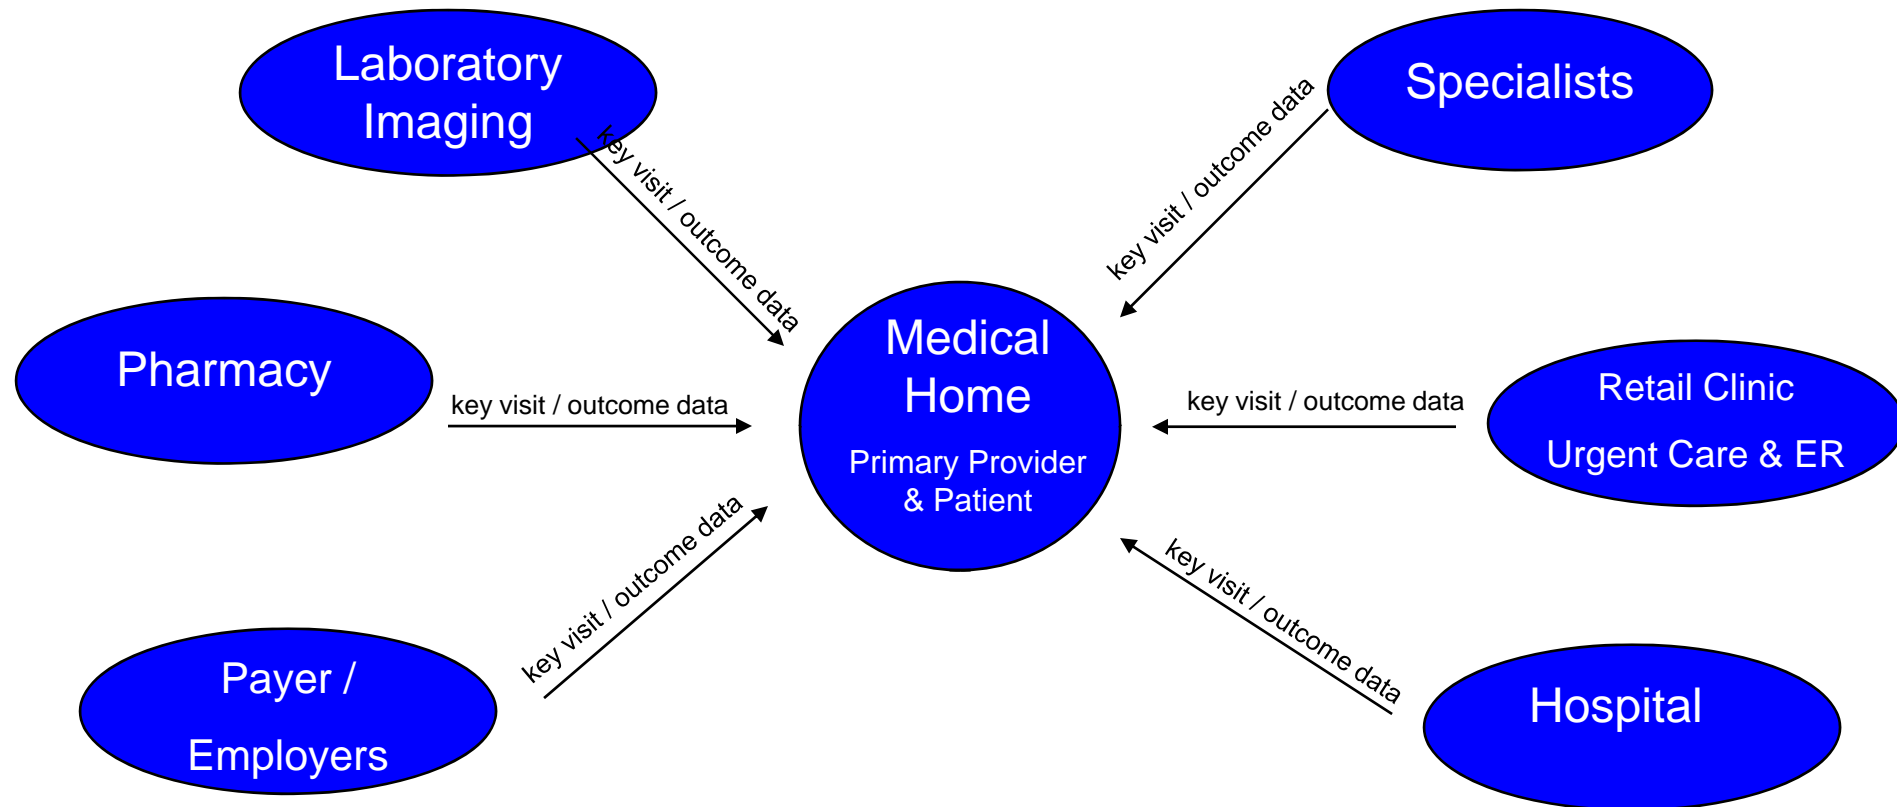 Laboratory
Imaging
key visit / outcome data
Specialists
key visit / outcome data
Pharmacy
key visit / outcome data
Medical
Home
Primary Provider
& Patient
key visit / outcome data
Retail Clinic
Urgent Care & ER
Payer /
Employers
key visit / outcome data
key visit / outcome data
Hospital